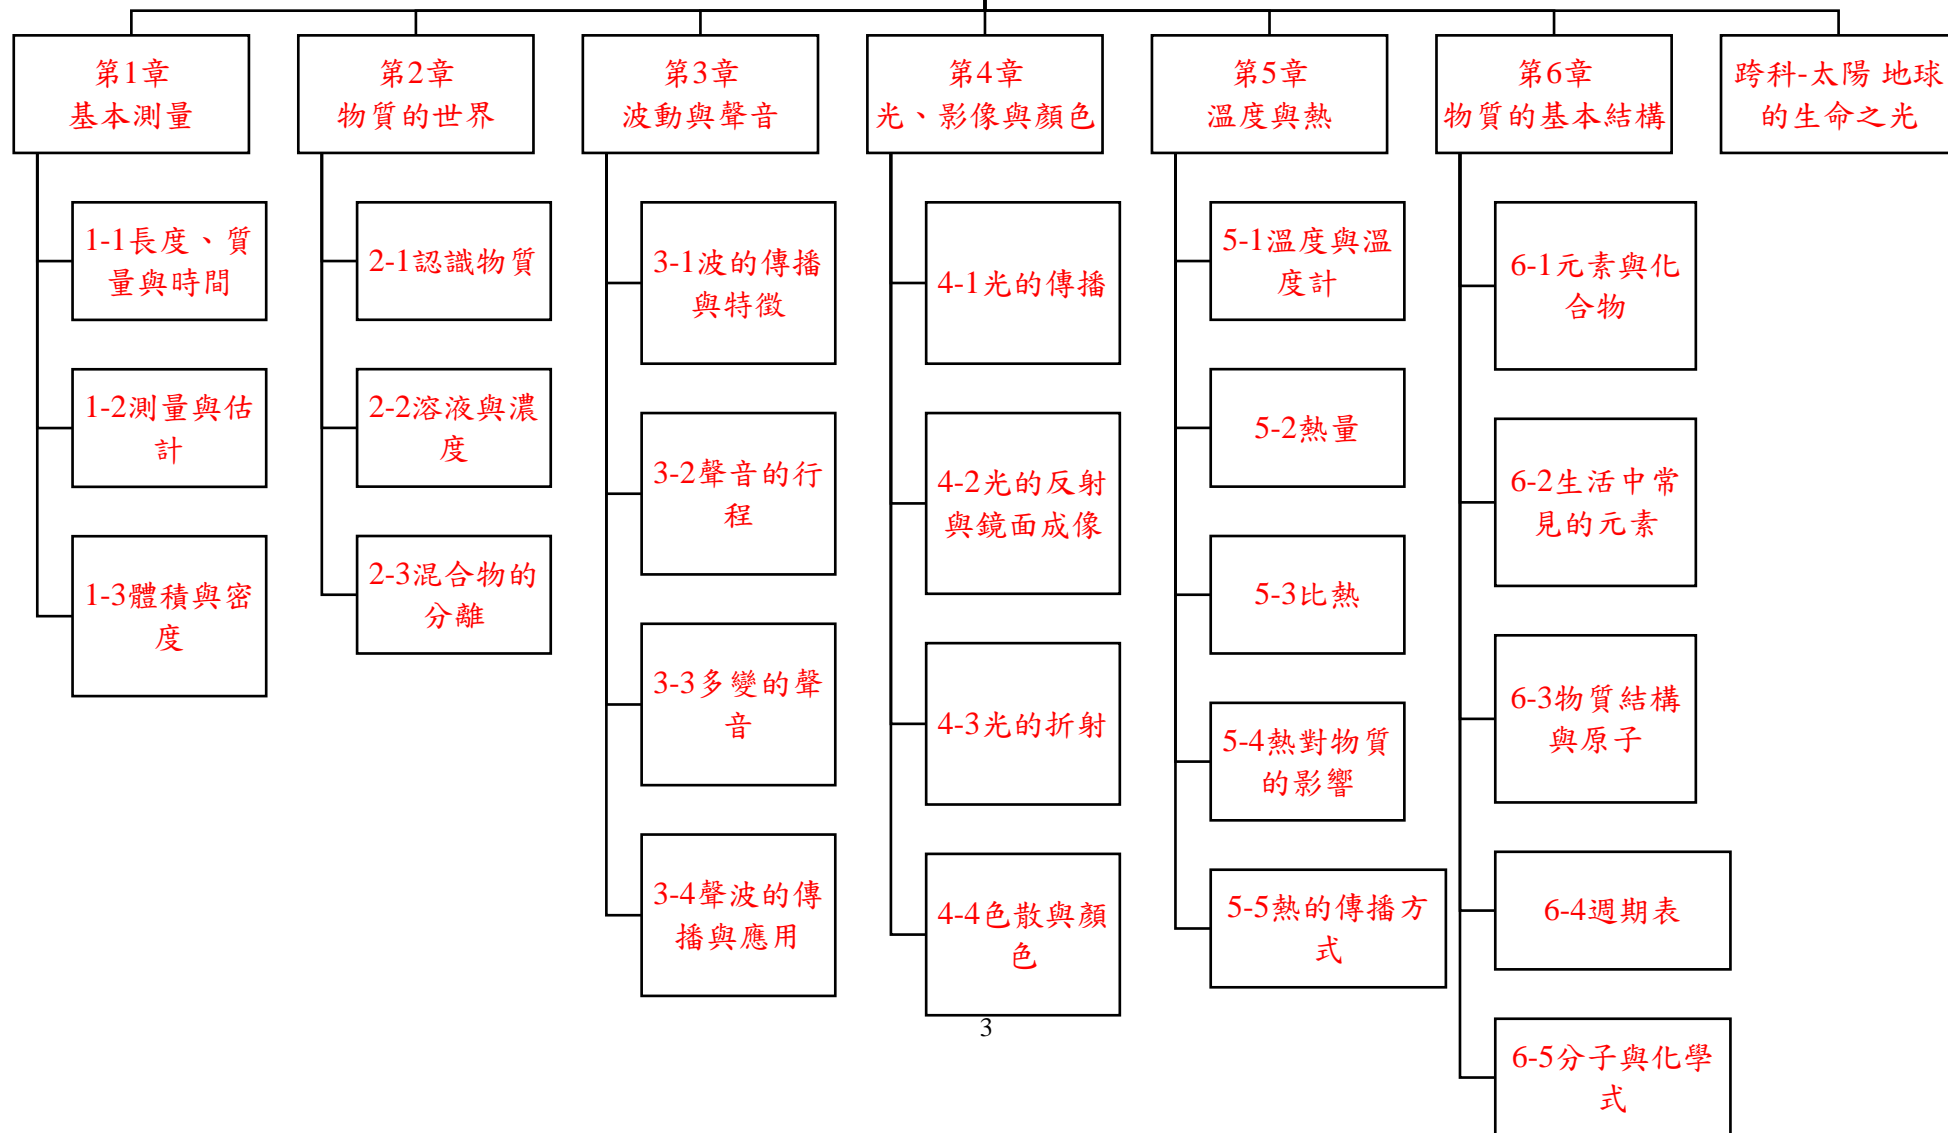 第1章
基本測量
1-1長度、質
量與時間
1-2測量與估
計
1-3體積與密
度
第2章
物質的世界
2-1認識物質
2-2溶液與濃
度
2-3混合物的
分離
第3章
波動與聲音
3-1波的傳播
與特徵
3-2聲音的行
程
3-3多變的聲
音
3-4聲波的傳
播與應用
第4章
光、影像與顏色
4-1光的傳播
4-2光的反射
與鏡面成像
4-3光的折射
4-4色散與顏
色
第5章
溫度與熱
5-1溫度與溫
度計
5-2熱量
5-3比熱
5-4熱對物質
的影響
5-5熱的傳播方
式
第6章
物質的基本結構
6-1元素與化
合物
6-2生活中常
見的元素
6-3物質結構
與原子
6-4週期表
6-5分子與化學
式
跨科-太陽 地球
的生命之光
3